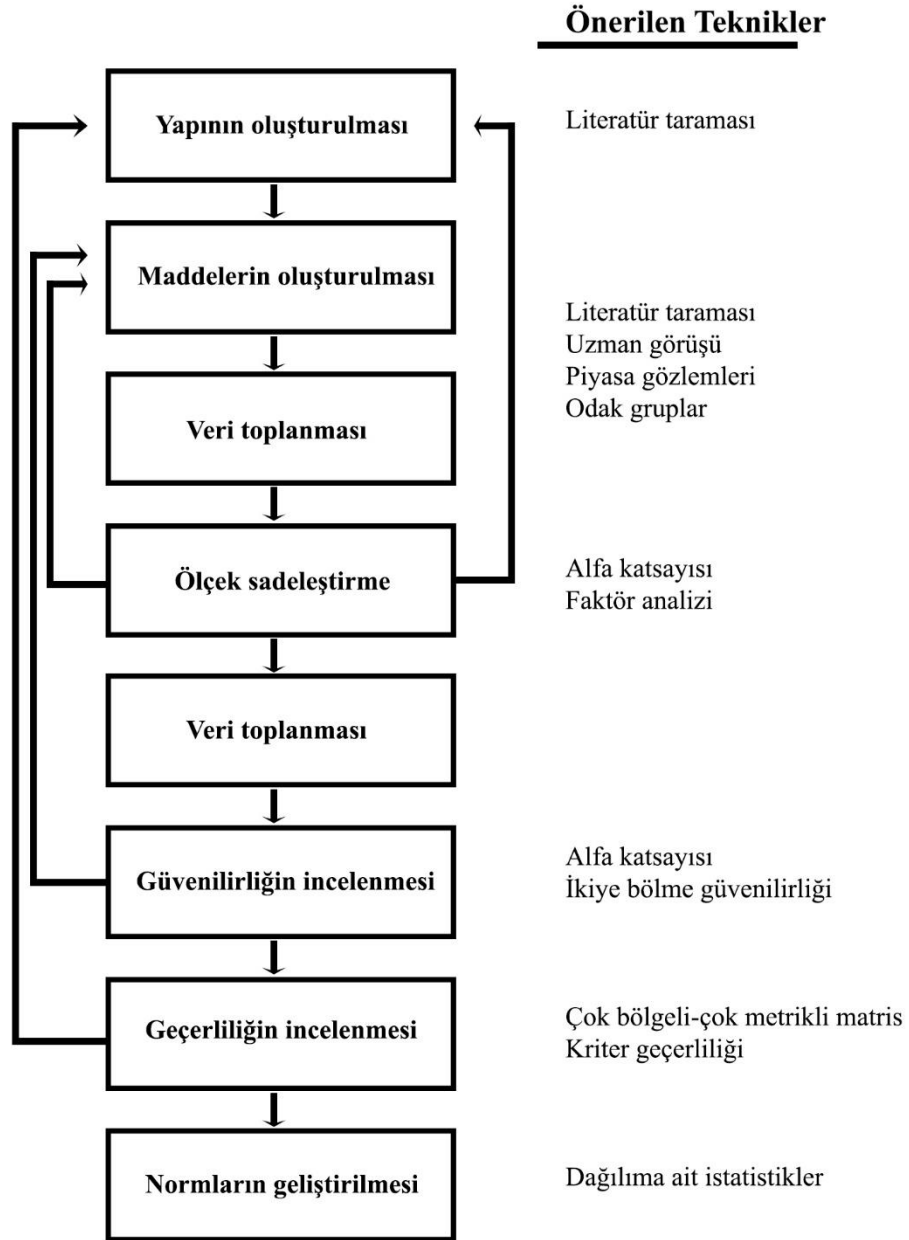 Önerilen Teknikler
Yapının oluşturulması
Literatür taraması
Maddelerin oluşturulması
Literatür taraması
Uzman görüşü
Piyasa gözlemleri
Odak gruplar
Veri toplanması
Ölçek sadeleştirme
Alfa katsayısı
Faktör analizi
Veri toplanması
Güvenilirliğin incelenmesi
Alfa katsayısı
İkiye bölme güvenilirliği
Geçerliliğin incelenmesi
Çok bölgeli-çok metrikli matris
Kriter geçerliliği
Normların geliştirilmesi
Dağılıma ait istatistikler